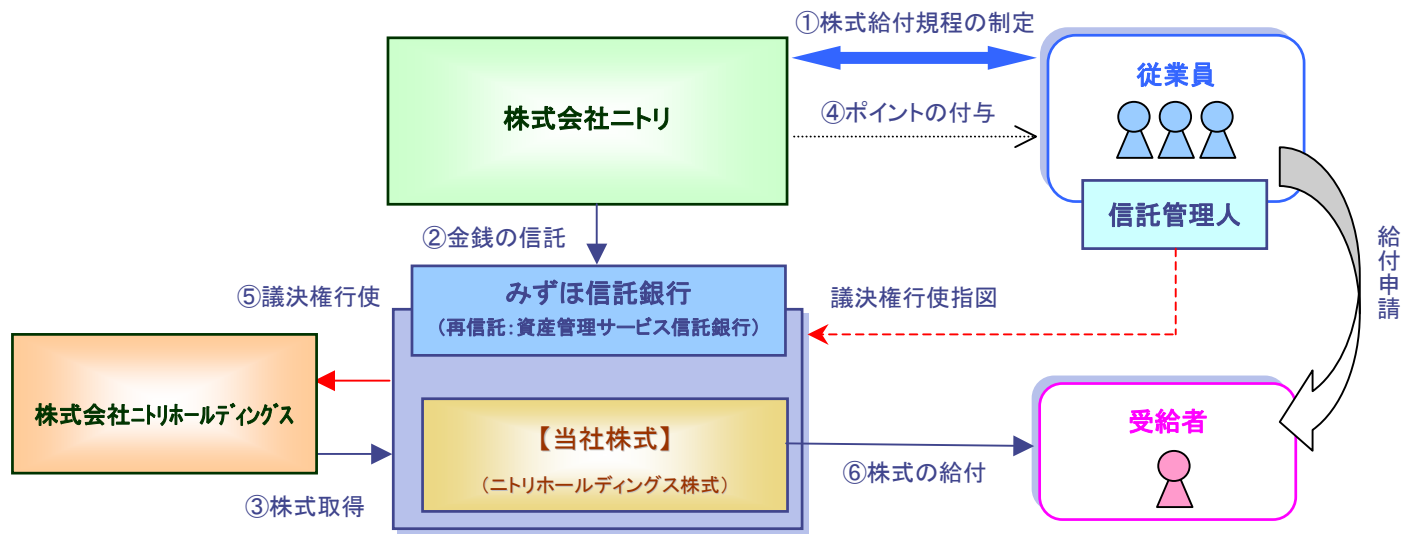 ①株式給付規程の制定
従業員
株式会社ニトリ
④ポイントの付与
信託管理人
給付申請
②金銭の信託
みずほ信託銀行
（再信託：資産管理サービス信託銀行）
⑤議決権行使
議決権行使指図
株式会社ニトリホールディングス
【当社株式】
（ニトリホールディングス株式）
受給者
⑥株式の給付
③株式取得